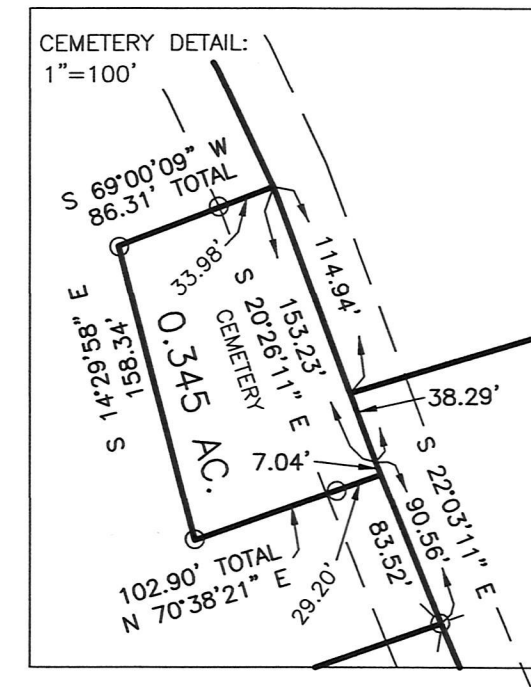 CEMETERY DETAIL:
1"=100'
S 69°00'09" W
86.31' TOTAL
33.98'
114.94'
S 14°29'58" E
158.34'
0.345 AC.
CEMETERY
S 20°26'11" E
153.23'
38.29'
7.04'
S 22°03'11" E
90.56'
83.52'
29.20'
102.90' TOTAL
N 70°38'21" E